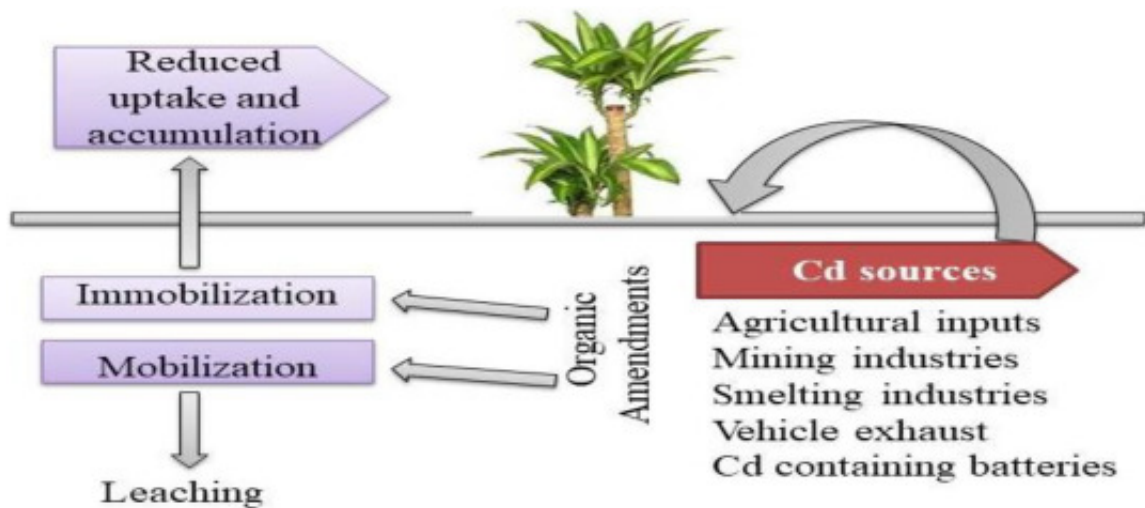 Reduced
uptake and
accumulation
Immobilization
Mobilization
Leaching
Organic
Amendments
Cd sources
Agricultural inputs
Mining industries
Smelting industries
Vehicle exhaust
Cd containing batteries